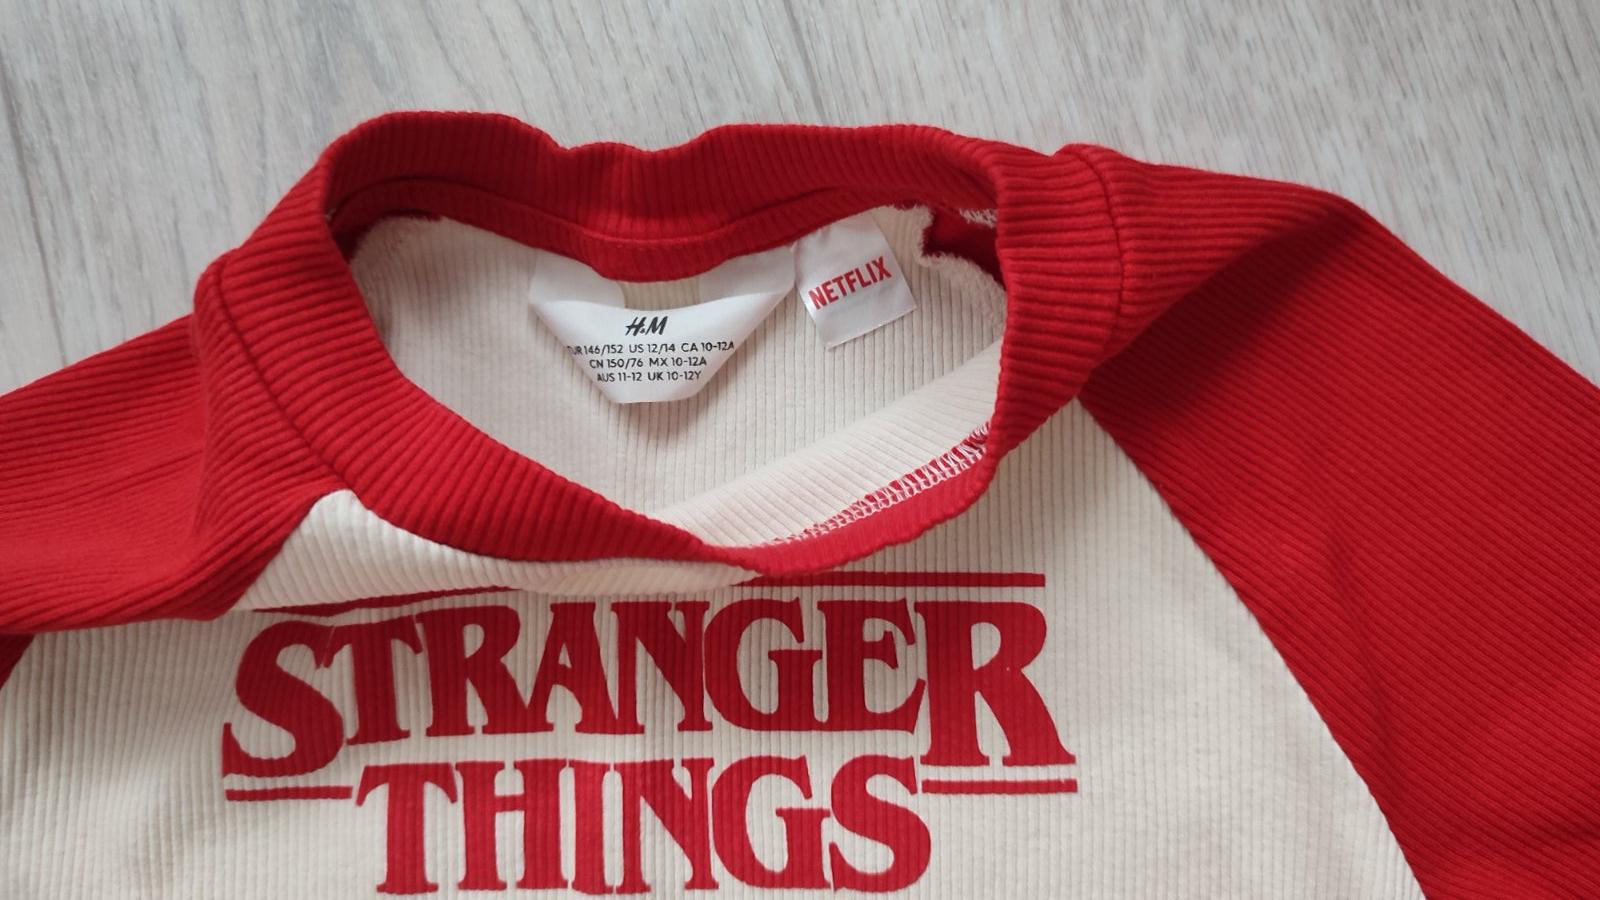 H&M
EUR 146/152 US 12/14 CA 10-12A
CN 150/76 MX 10-12A
AUS 11-12 UK 10-12Y
NETFLIX
STRANGER
THINGS